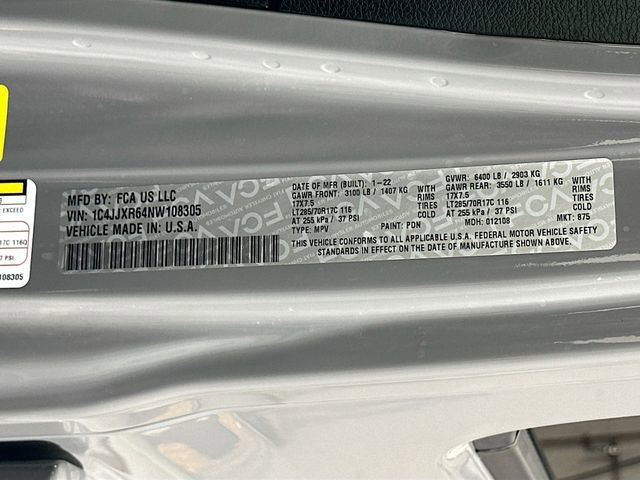 MFD BY: FCA US LLC
VIN: 1C4JJXR64NW108305
VEHICLE MADE IN: U.S.A.
DATE OF MFR (BUILT): 1-22
GAWR FRONT: 3100 LB / 1407 KG WITH
17X7.5 RIMS
LT285/70R17C 116 TIRES
AT 255 kPa / 37 PSI COLD
TYPE: MPV PAINT: PDN
GVWR: 6400 LB / 2903 KG
GAWR REAR: 3550 LB / 1611 KG WITH
17X7.5 RIMS
LT285/70R17C 116 TIRES
AT 255 kPa / 37 PSI COLD
MDH: 012108 MKT: 875
THIS VEHICLE CONFORMS TO ALL APPLICABLE U.S.A. FEDERAL MOTOR VEHICLE SAFETY
STANDARDS IN EFFECT ON THE DATE OF MANUFACTURE SHOWN ABOVE.
17C 116Q
PSI
108305